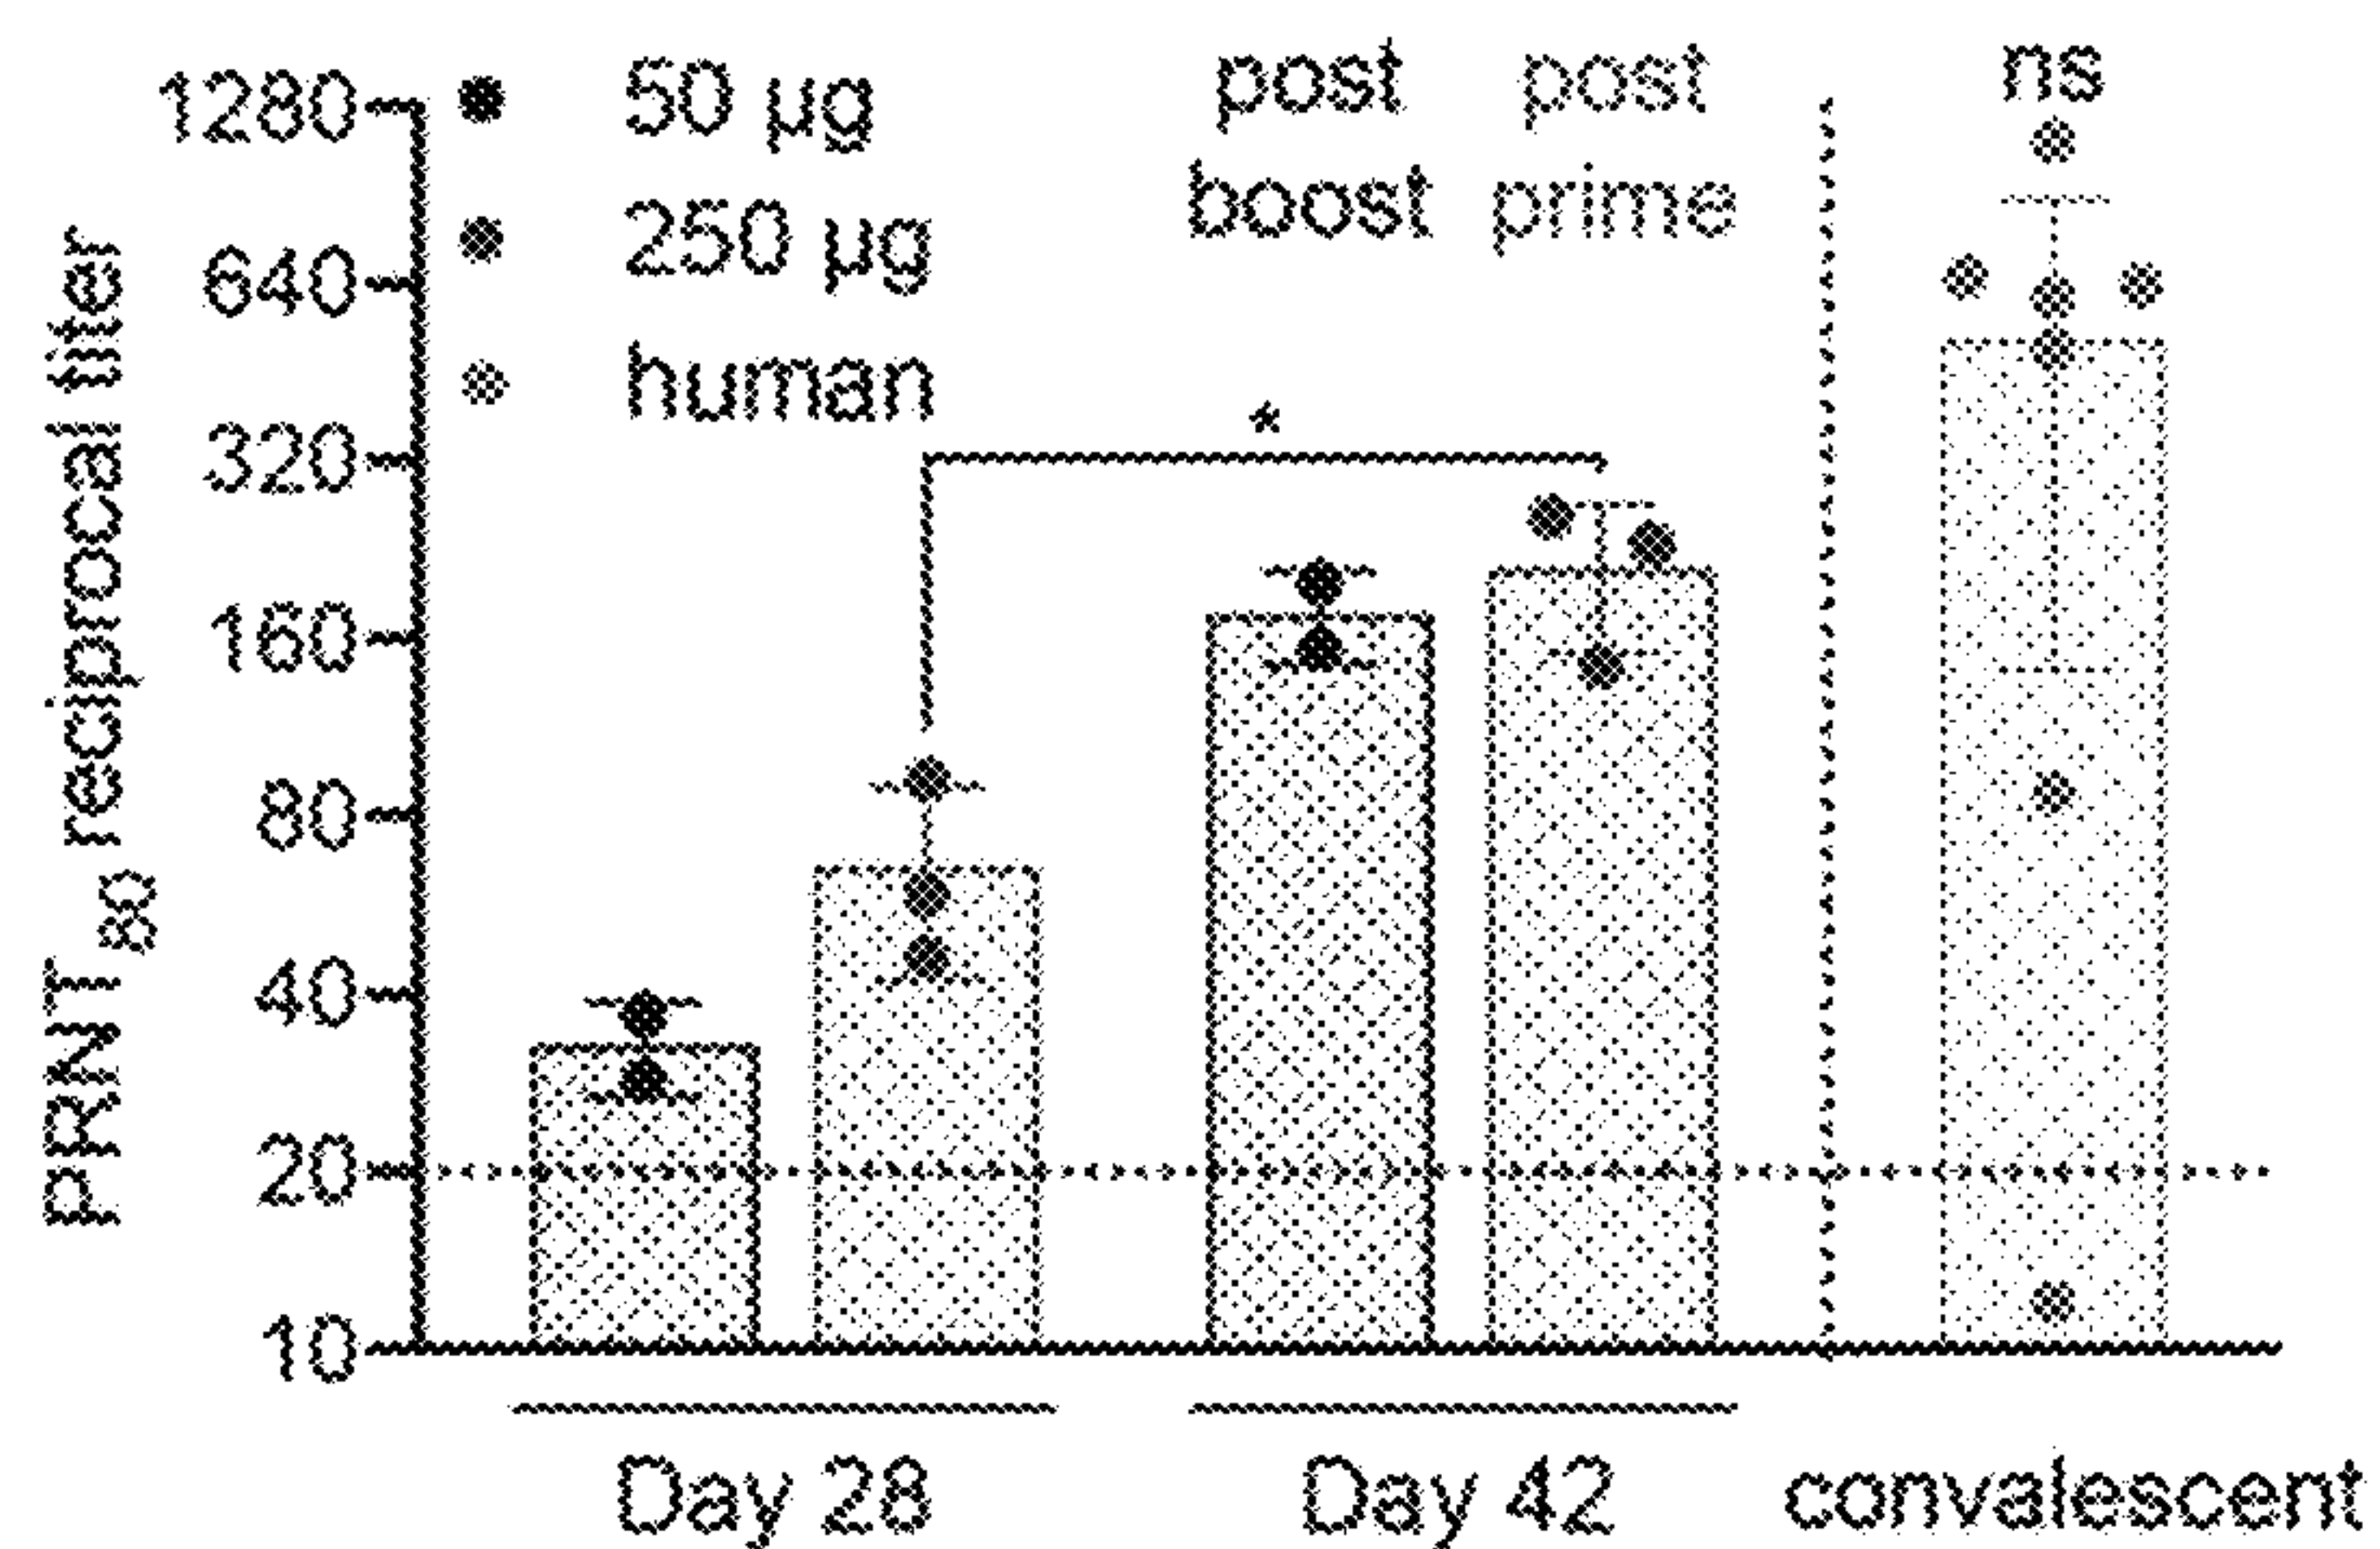 PRNT80 reciprocal titer
1280
640
320
160
80
40
20
10
50 µg
250 µg
human
post
boost
post
prime
ns
*
Day 28
Day 42
convalescent